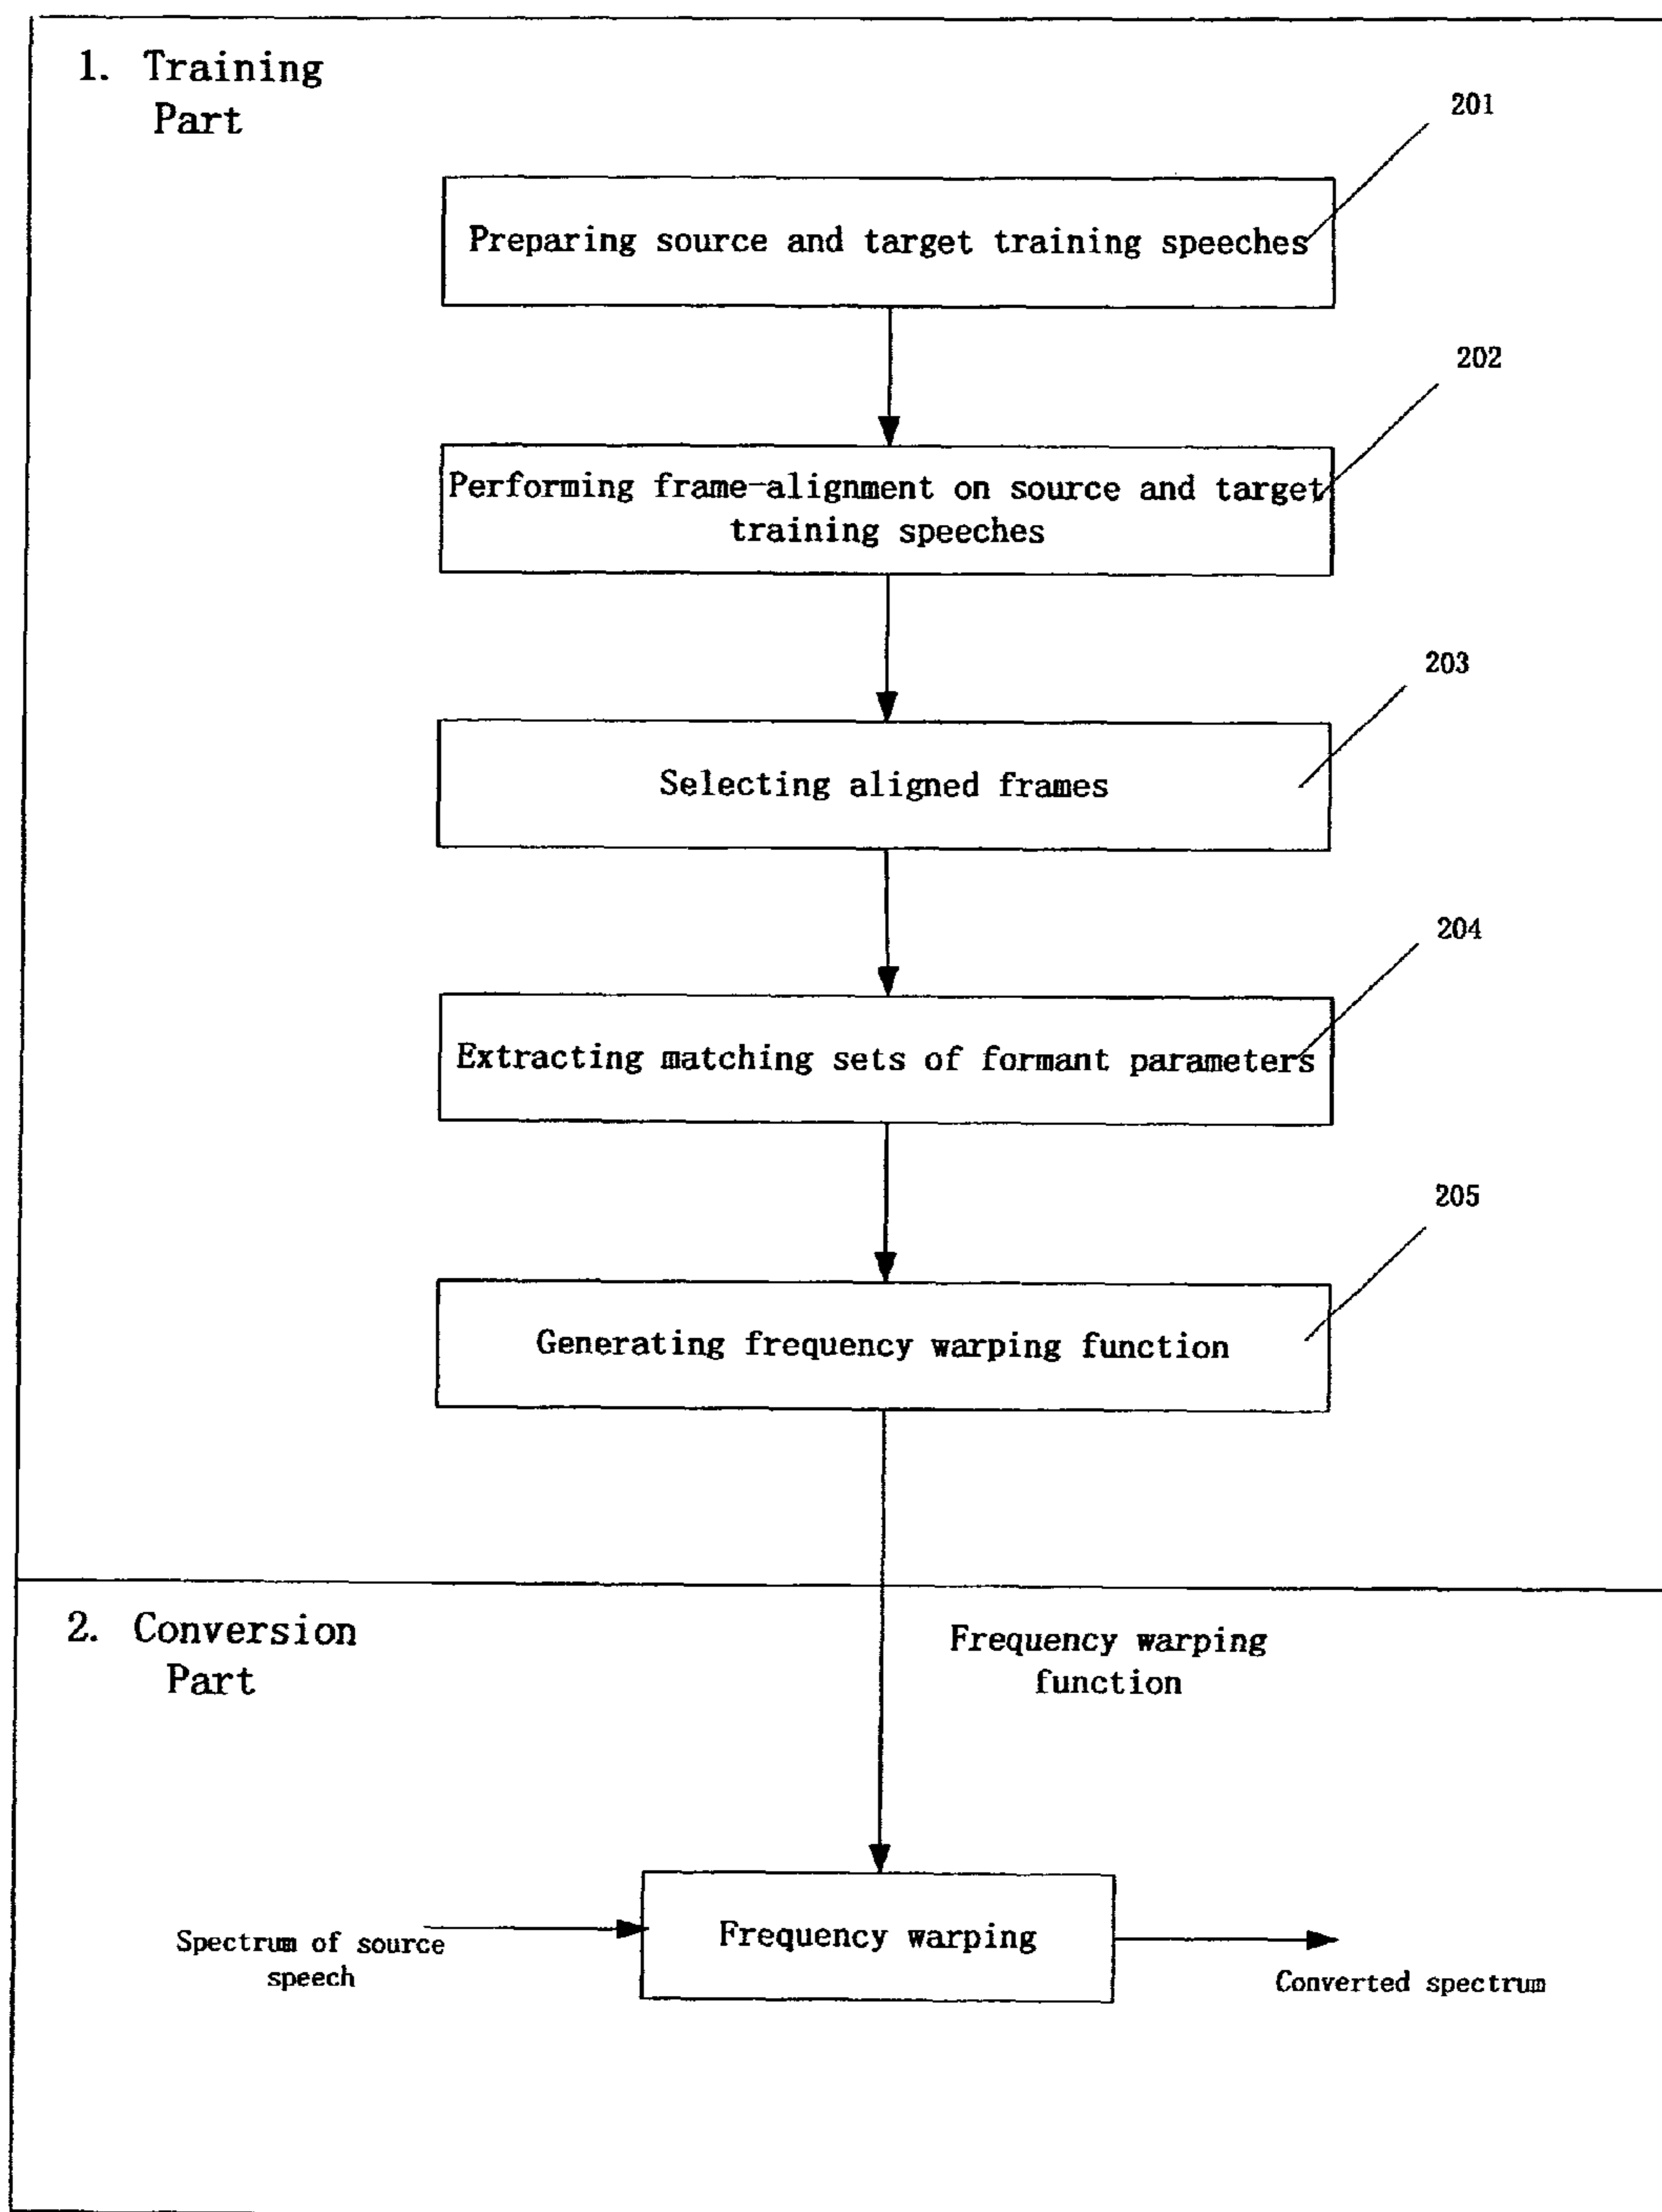 1. Training
Part
201
Preparing source and target training speeches
202
Performing frame-alignment on source and target
training speeches
203
Selecting aligned frames
204
Extracting matching sets of formant parameters
205
Generating frequency warping function
2. Conversion
Part
Frequency warping
function
Spectrum of source
speech
Frequency warping
Converted spectrum